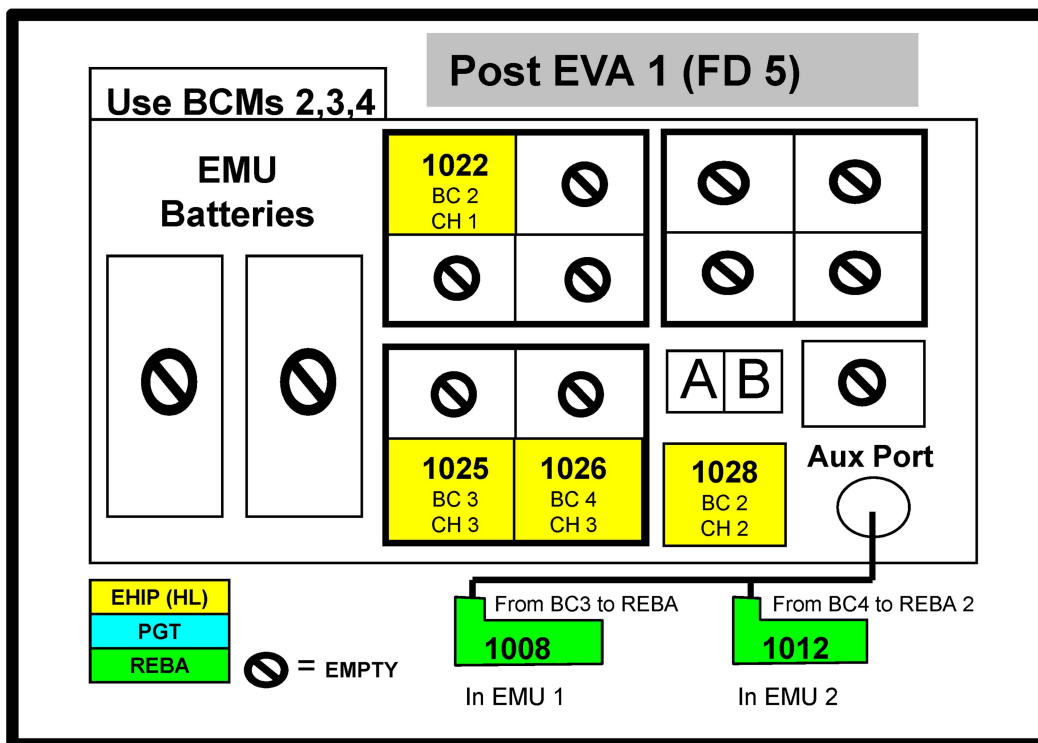 Post EVA 1 (FD 5)
Use BCMs 2,3,4
EMU
Batteries
1022
BC 2
CH 1
1025
BC 3
CH 3
1026
BC 4
CH 3
A B
1028
BC 2
CH 2
Aux Port
EHIP (HL)
PGT
REBA
= EMPTY
From BC3 to REBA
1008
In EMU 1
From BC4 to REBA 2
1012
In EMU 2